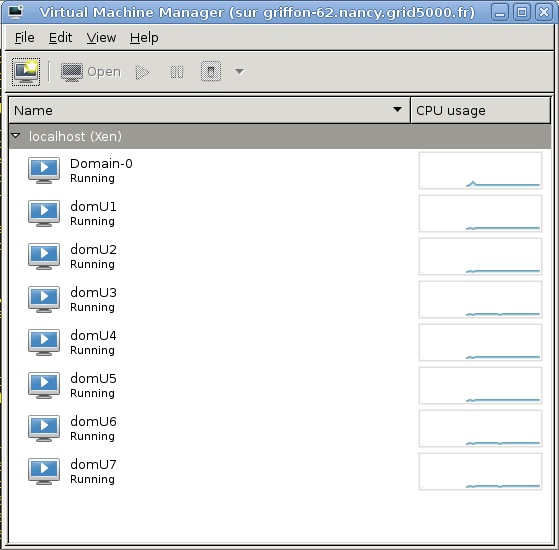 Virtual Machine Manager (sur griffon-62.nancy.grid5000.fr)
File Edit View Help
Open
Name CPU usage
localhost (Xen)
Domain-0
Running
domU1
Running
domU2
Running
domU3
Running
domU4
Running
domU5
Running
domU6
Running
domU7
Running